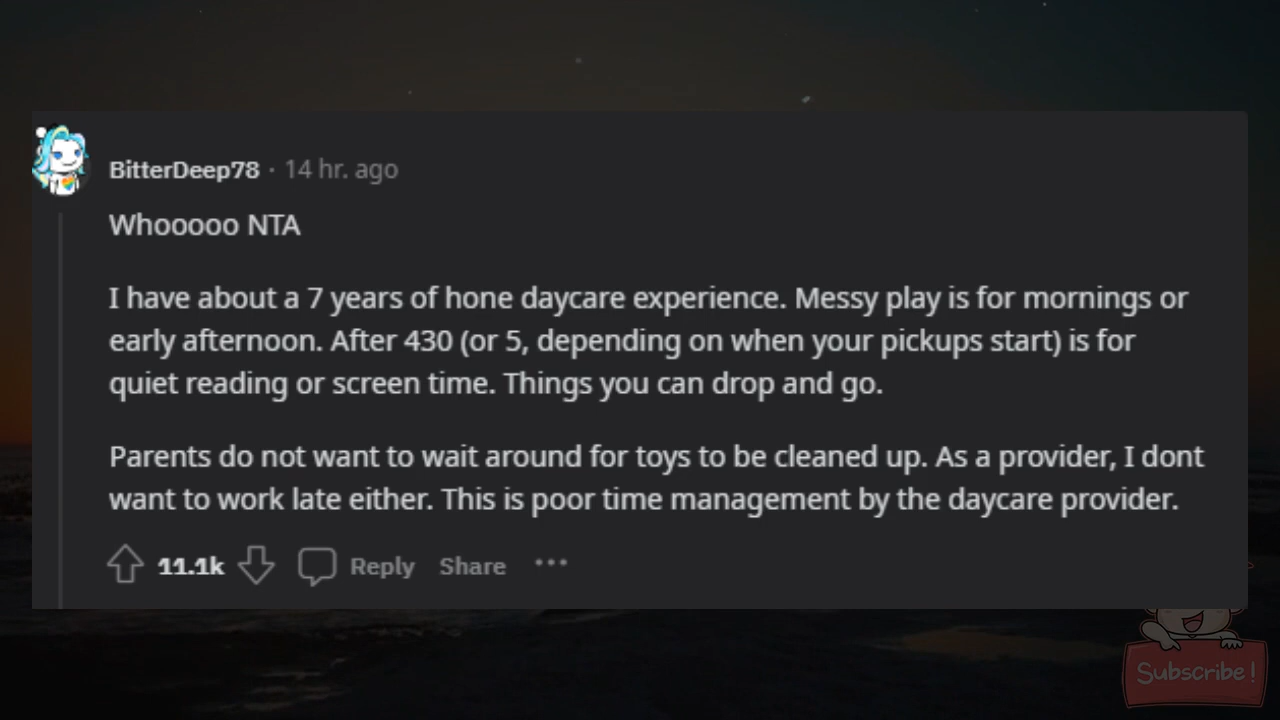 BitterDeep78 · 14 hr. ago
Whooooo NTA
I have about a 7 years of hone daycare experience. Messy play is for mornings or
early afternoon. After 430 (or 5, depending on when your pickups start) is for
quiet reading or screen time. Things you can drop and go.
Parents do not want to wait around for toys to be cleaned up. As a provider, I dont
want to work late either. This is poor time management by the daycare provider.
11.1k Reply Share ...
Subscribe!